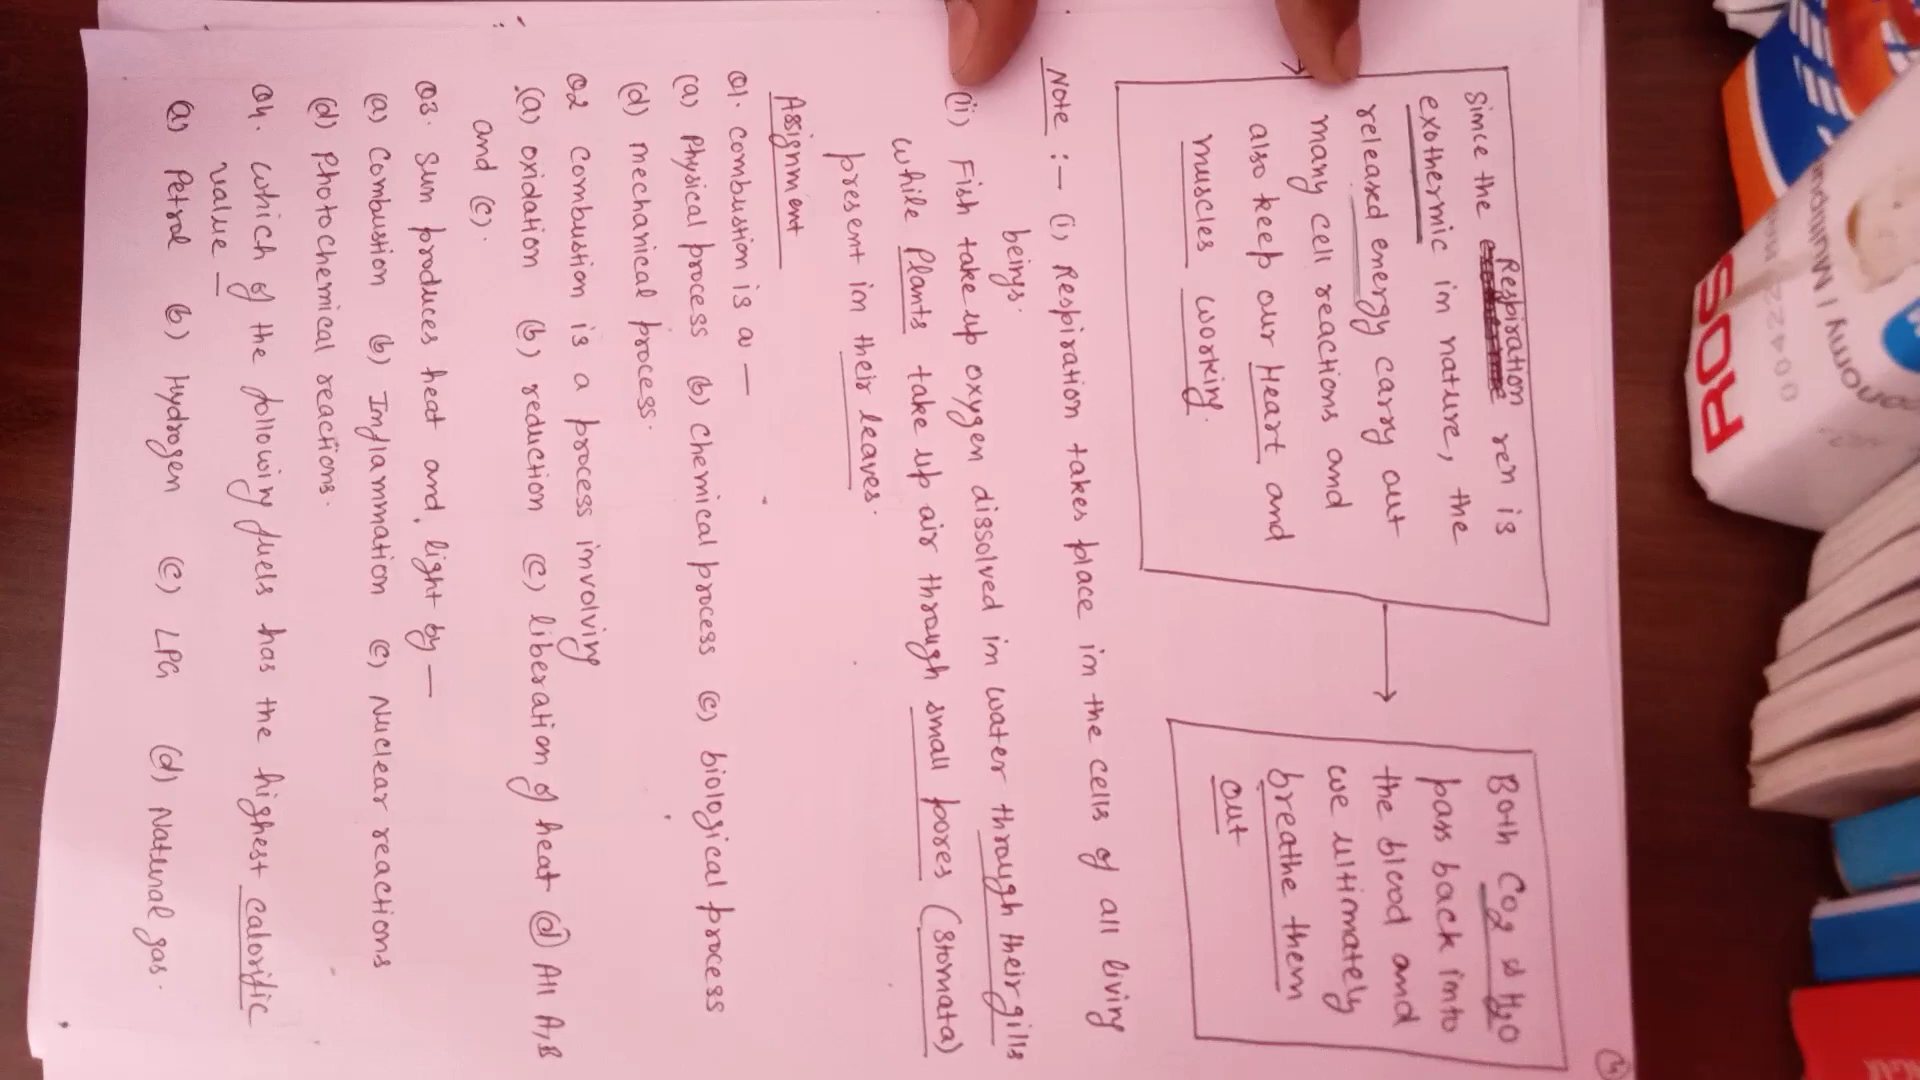 4
Since the Respiration rxn is
exothermic in nature, the
released energy carry out
many cell reactions and
also keep our Heart and
muscles working.
Both CO2 & H2O
pass back into
the blood and
we ultimately
breathe them
out
Note :- (i) Respiration takes place in the cells of all living
beings.
(ii) Fish take up oxygen dissolved in water through their gills
while Plants take up air through small pores (stomata)
present in their leaves.
Assignment
Q1. Combustion is a —
(a) Physical process (b) chemical process (c) biological process
(d) mechanical process.
Q2 Combustion is a process involving
(a) oxidation (b) reduction (c) liberation of heat (d) All A, B
and (c).
Q3. Sun produces heat and light by —
(a) Combustion (b) Inflammation (c) Nuclear reactions
(d) Photochemical reactions.
Q4. Which of the following fuels has the highest calorific
value —
(a) Petrol (b) Hydrogen (c) LPG (d) Natural gas.